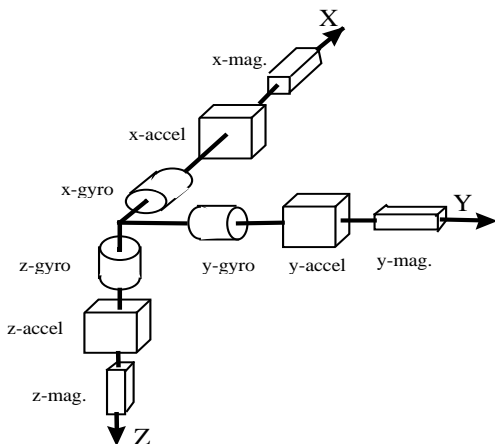 X
x-mag.
x-accel
x-gyro
Y
z-gyro
y-gyro
y-accel
y-mag.
z-accel
z-mag.
Z